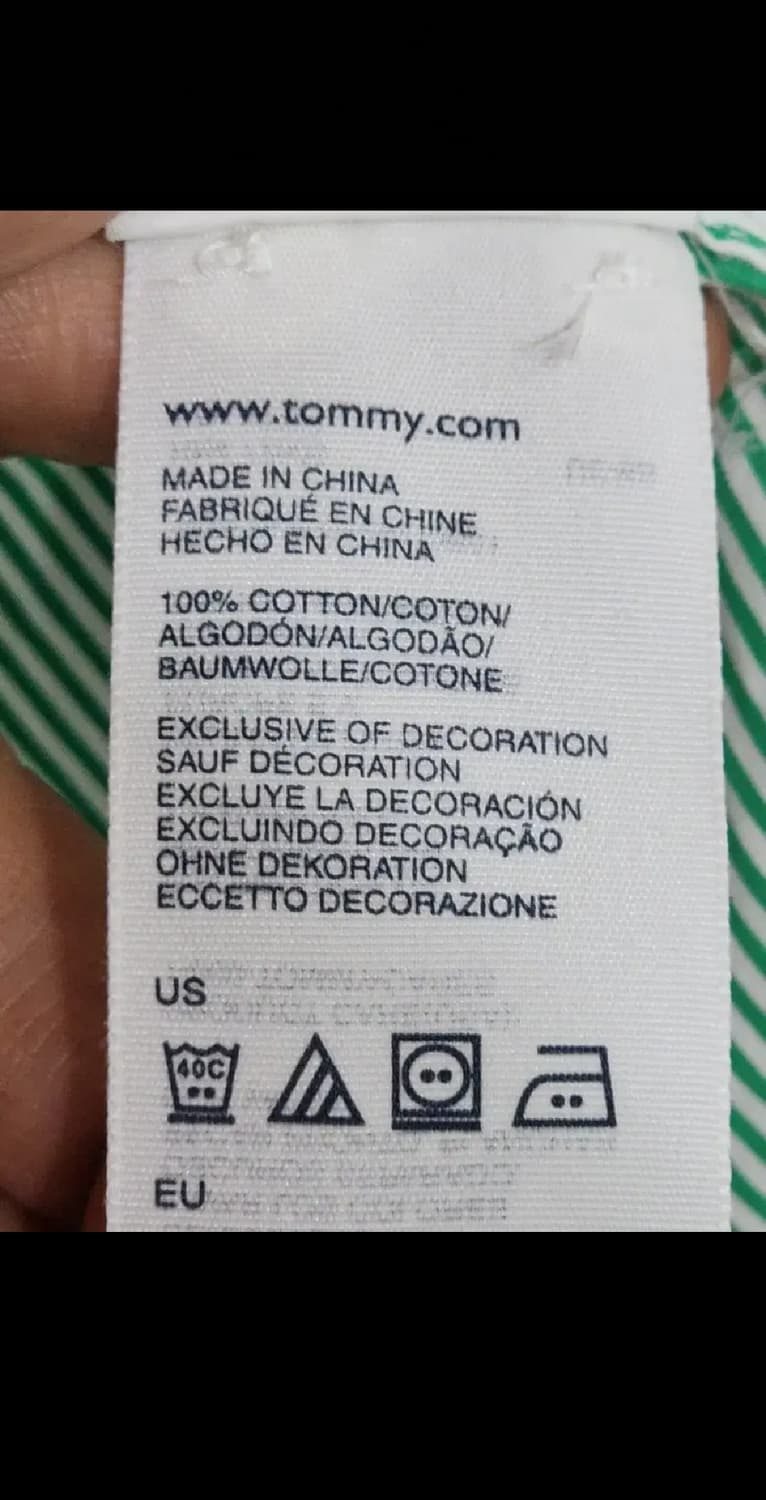 www.tommy.com
MADE IN CHINA
FABRIQUÉ EN CHINE
HECHO EN CHINA
100% COTTON/COTON/
ALGODÓN/ALGODÃO/
BAUMWOLLE/COTONE
EXCLUSIVE OF DECORATION
SAUF DÉCORATION
EXCLUYE LA DECORACIÓN
EXCLUINDO DECORAÇÃO
OHNE DEKORATION
ECCETTO DECORAZIONE
US
40C
EU